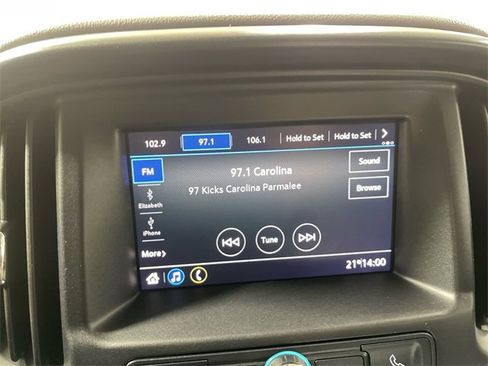 102.9 97.1 106.1 Hold to Set Hold to Set
FM
97.1 Carolina
Sound
97 Kicks Carolina Parmalee
Browse
Elizabeth
iPhone
Tune
More
21° 14:00